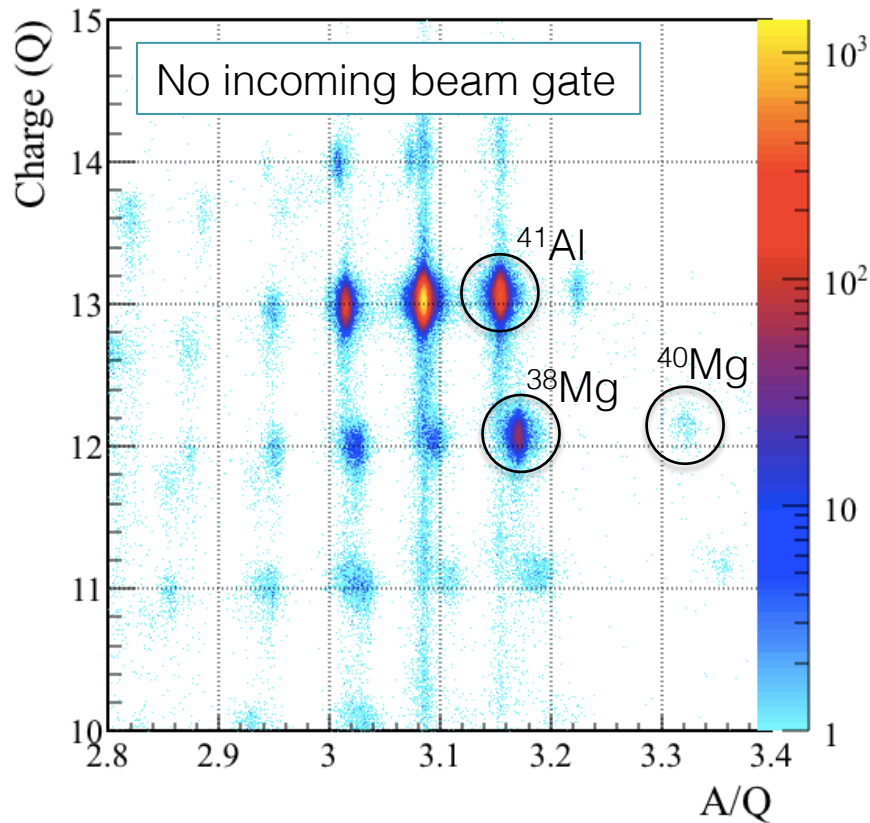 No incoming beam gate
Charge (Q)
15
14
13
12
11
10
⁴¹Al
³⁸Mg
⁴⁰Mg
2.8
2.9
3
3.1
3.2
3.3
3.4
A/Q
10³
10²
10
1